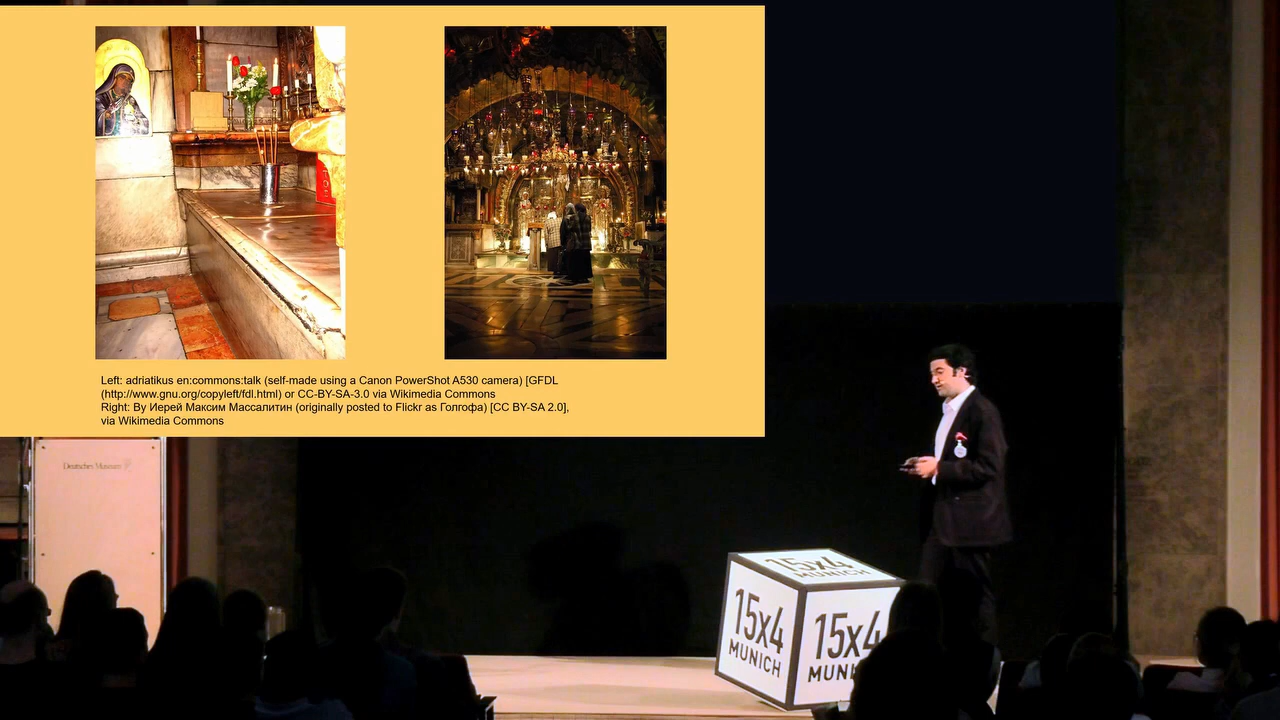 Left: adriatikus en:commons:talk (self-made using a Canon PowerShot A530 camera) [GFDL
(http://www.gnu.org/copyleft/fdl.html) or CC-BY-SA-3.0 via Wikimedia Commons
Right: By Иерей Максим Массалитин (originally posted to Flickr as Голгофа) [CC BY-SA 2.0],
via Wikimedia Commons
Deutsches Museum
15x4
MUNICH
15x4
MUNICH
15x4